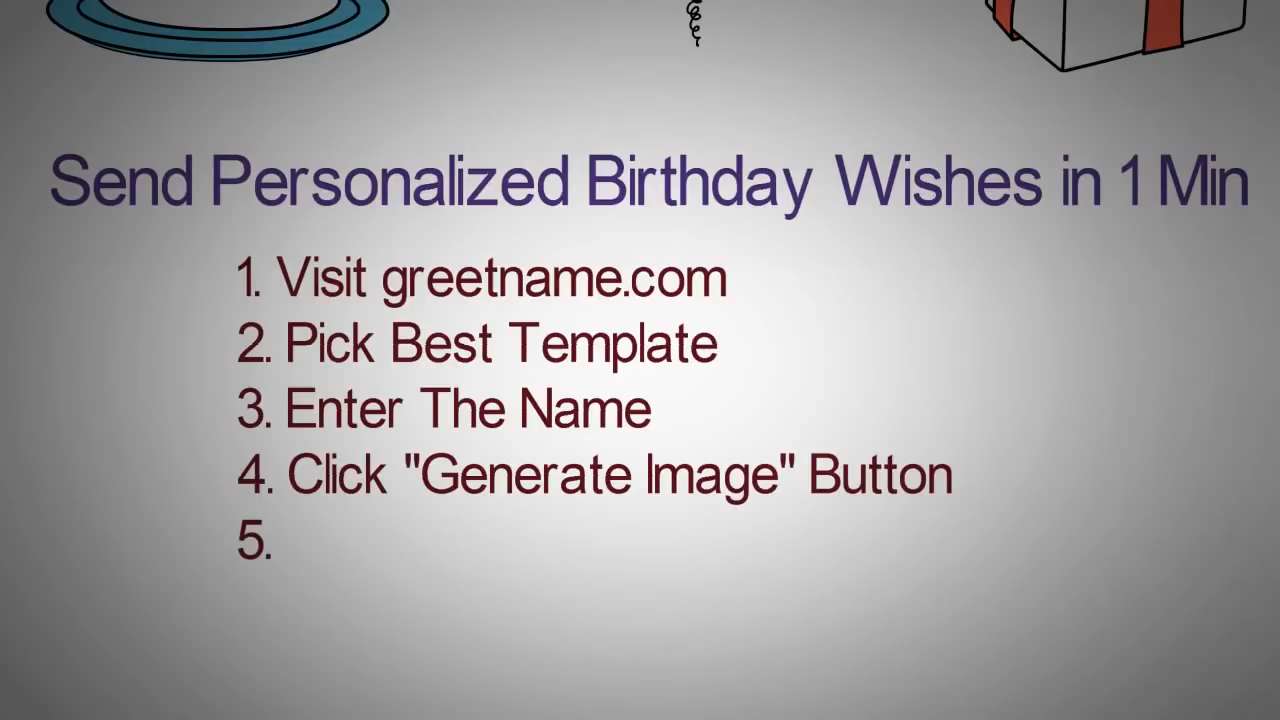 Send Personalized Birthday Wishes in 1 Min
1. Visit greetname.com
2. Pick Best Template
3. Enter The Name
4. Click "Generate Image" Button
5.